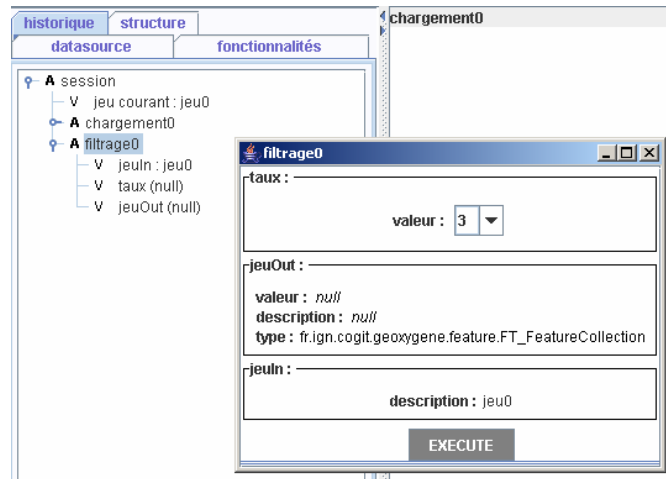 historique structure
datasource fonctionnalités
A session
V jeu courant : jeu0
A chargement0
A filtrage0
V jeuIn : jeu0
V taux (null)
V jeuOut (null)
chargement0
filtrage0
taux :
valeur : 3
jeuOut :
valeur : null
description : null
type : fr.ign.cogit.geoxygene.feature.FT_FeatureCollection
jeuIn :
description : jeu0
EXECUTE